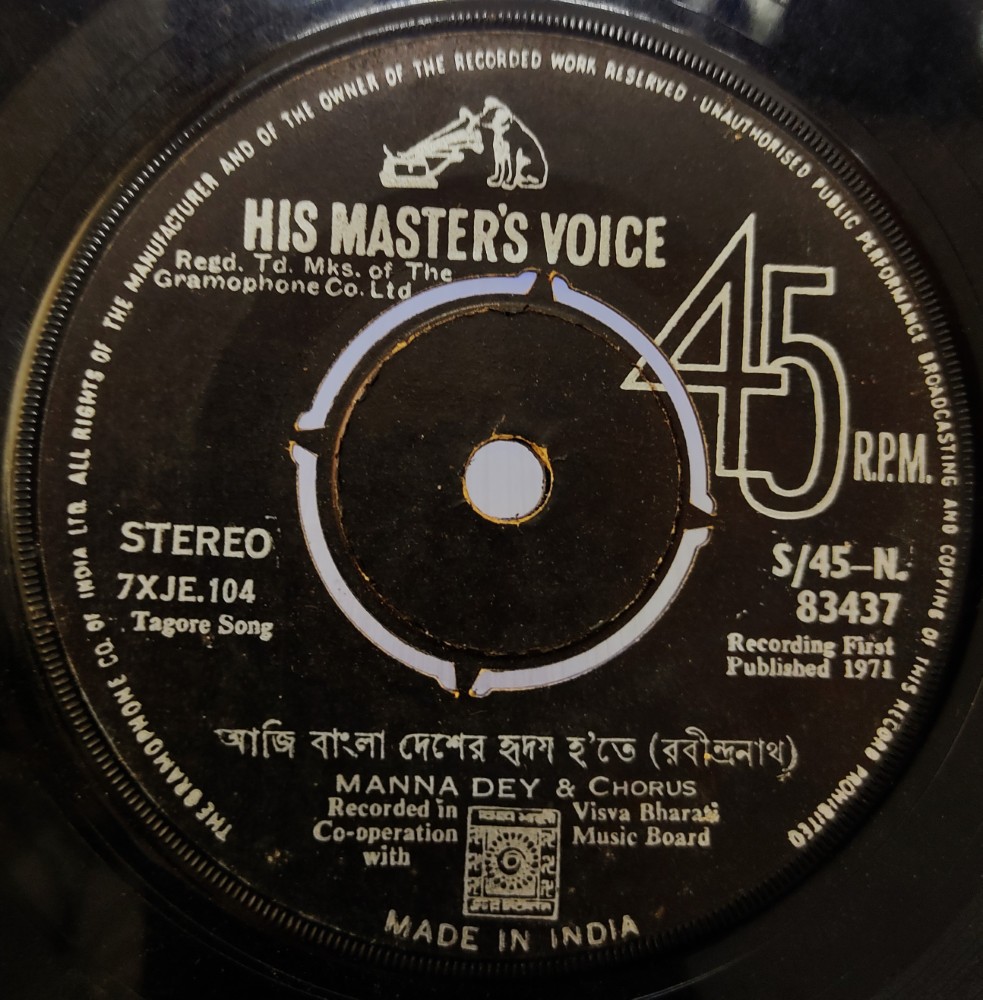 THE GRAMOPHONE CO. OF INDIA LTD. ALL RIGHTS OF THE MANUFACTURER AND OF THE OWNER OF THE RECORDED WORK RESERVED · UNAUTHORISED PUBLIC PERFORMANCE BROADCASTING AND COPYING OF THIS RECORD PROHIBITED
HIS MASTER'S VOICE
Regd. Td. Mks. of The
Gramophone Co. Ltd
45
R.P.M.
STEREO
7XJE.104
Tagore Song
S/45–N.
83437
Recording First
Published 1971
আজি বাংলা দেশের হৃদয হ'তে (রবীন্দ্রনাথ)
MANNA DEY & CHORUS
Recorded in
Co-operation
with
Visva Bharati
Music Board
MADE IN INDIA